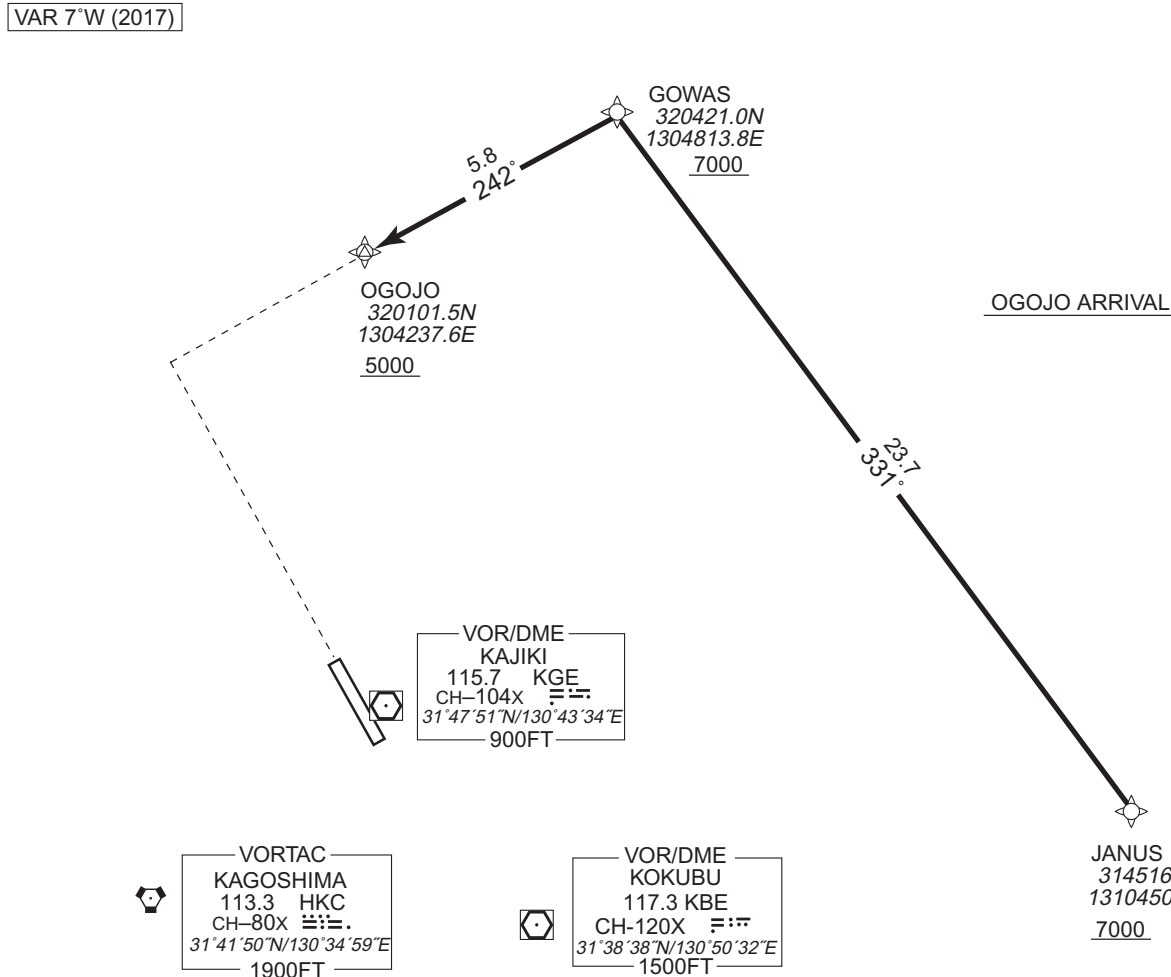 VAR 7˚W (2017)
GOWAS
320421.0N
1304813.8E
7000
5.8
242˚
OGOJO
320101.5N
1304237.6E
5000
OGOJO ARRIVAL
23.7
331˚
VOR/DME
KAJIKI
115.7 KGE
CH–104X
31˚47´51˝N/130˚43´34˝E
900FT
VORTAC
KAGOSHIMA
113.3 HKC
CH–80X
31˚41´50˝N/130˚34´59˝E
1900FT
VOR/DME
KOKUBU
117.3 KBE
CH-120X
31˚38´38˝N/130˚50´32˝E
1500FT
JANUS
314516
1310450
7000